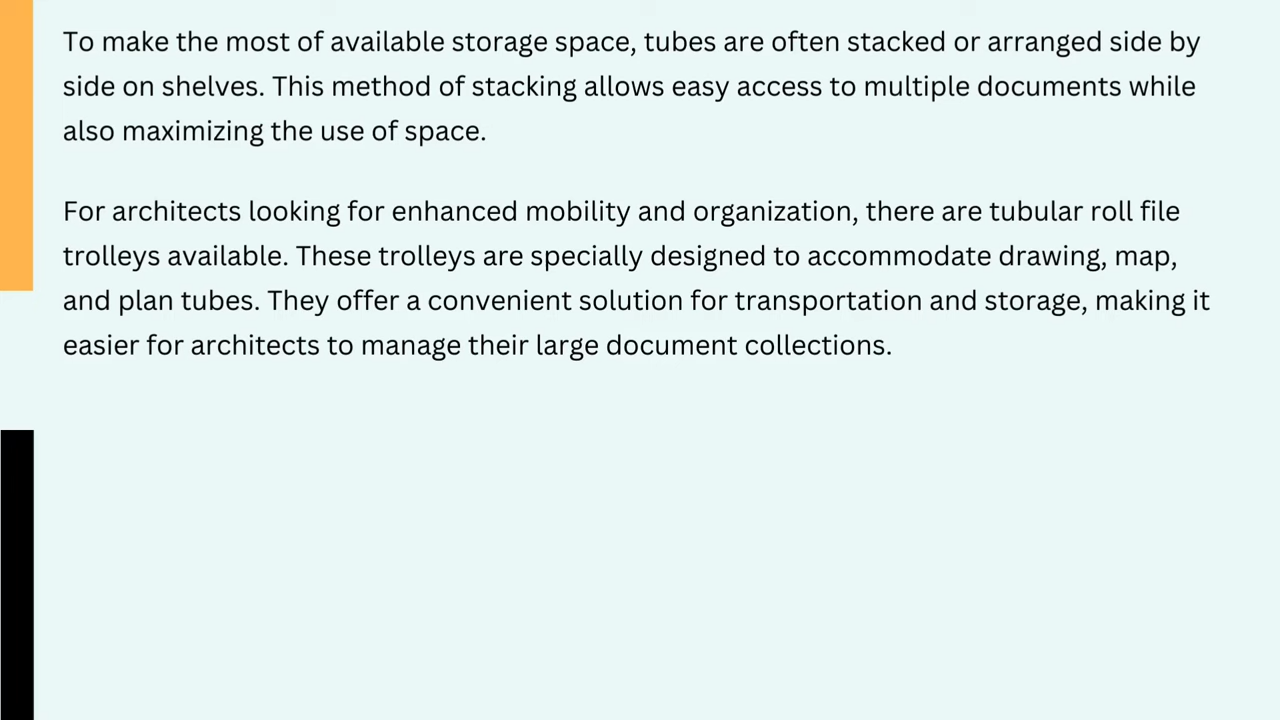 To make the most of available storage space, tubes are often stacked or arranged side by
side on shelves. This method of stacking allows easy access to multiple documents while
also maximizing the use of space.
For architects looking for enhanced mobility and organization, there are tubular roll file
trolleys available. These trolleys are specially designed to accommodate drawing, map,
and plan tubes. They offer a convenient solution for transportation and storage, making it
easier for architects to manage their large document collections.